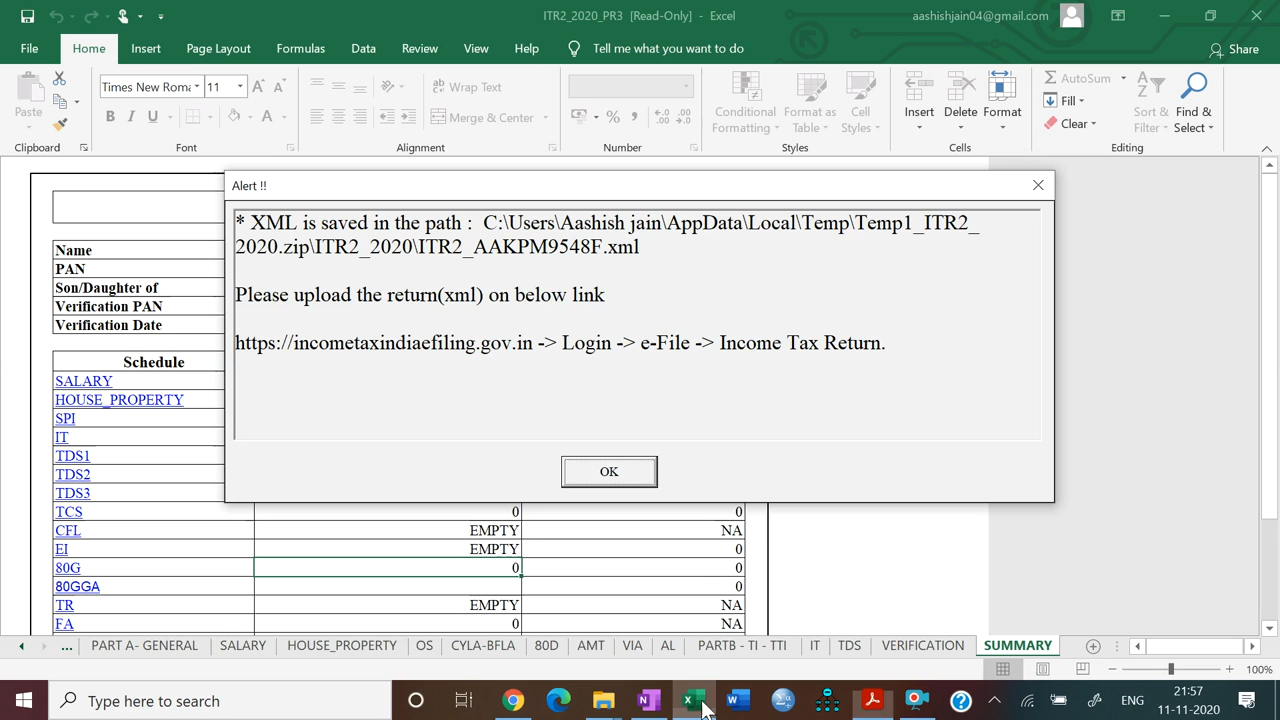 ITR2_2020_PR3 [Read-Only] - Excel
aashishjain04@gmail.com
File Home Insert Page Layout Formulas Data Review View Help Tell me what you want to do Share
Paste
Clipboard
Times New Roma 11
B I U A
Font
Wrap Text
Merge & Center
Alignment
%
Number
Conditional Formatting
Format as Table
Cell Styles
Styles
Insert Delete Format
Cells
AutoSum
Fill
Clear
Sort & Filter
Find & Select
Editing
Alert !!
* XML is saved in the path : C:\Users\Aashish jain\AppData\Local\Temp\Temp1_ITR2_
2020.zip\ITR2_2020\ITR2_AAKPM9548F.xml
Please upload the return(xml) on below link
https://incometaxindiaefiling.gov.in -> Login -> e-File -> Income Tax Return.
OK
Name
PAN
Son/Daughter of
Verification PAN
Verification Date
Schedule
SALARY
HOUSE_PROPERTY
SPI
IT
TDS1
TDS2
TDS3
TCS 0 0
CFL EMPTY NA
EI EMPTY 0
80G 0 0
80GGA 0
TR EMPTY NA
FA 0 NA
... PART A- GENERAL SALARY HOUSE_PROPERTY OS CYLA-BFLA 80D AMT VIA AL PARTB - TI - TTI IT TDS VERIFICATION SUMMARY
100%
Type here to search
ENG
21:57
11-11-2020